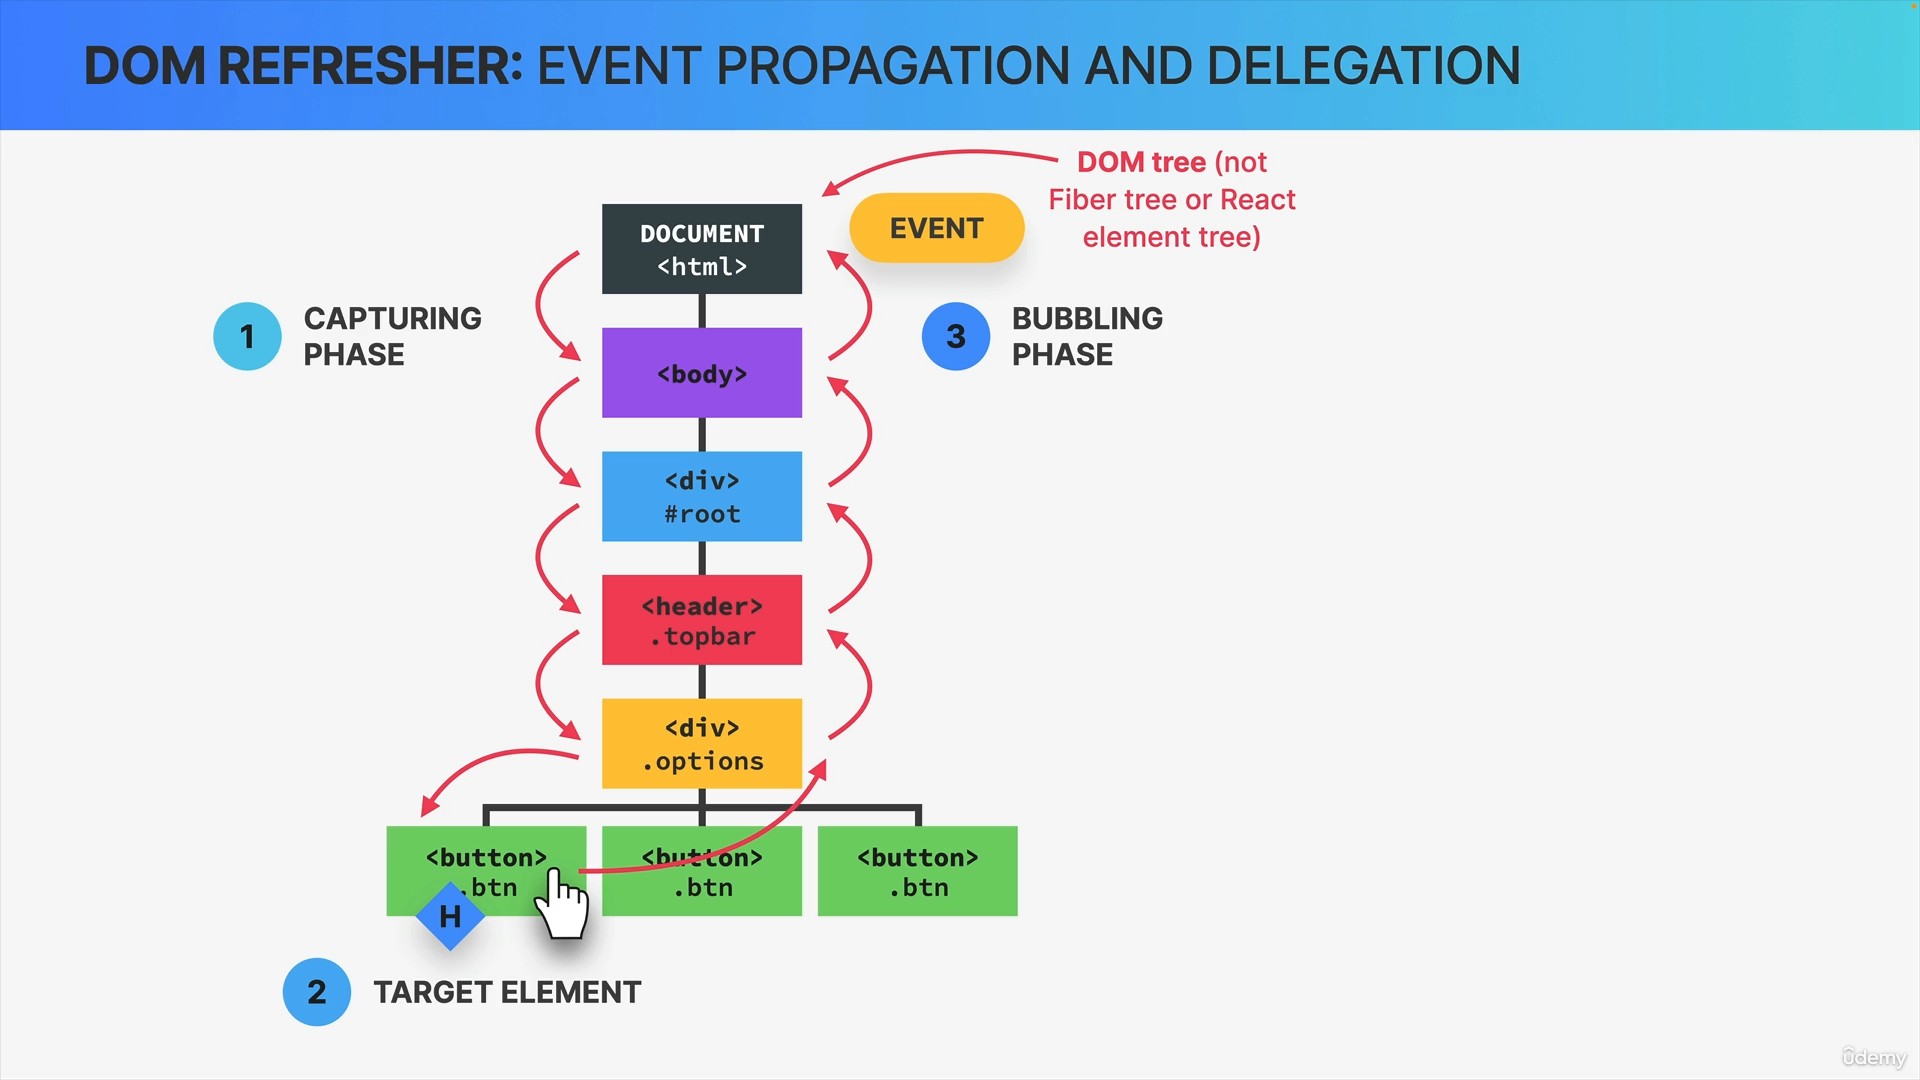 DOM REFRESHER: EVENT PROPAGATION AND DELEGATION
DOM tree (not
Fiber tree or React
element tree)
EVENT
DOCUMENT
<html>
1
CAPTURING
PHASE
3
BUBBLING
PHASE
<body>
<div>
#root
<header>
.topbar
<div>
.options
<button>
.btn
<button>
.btn
<button>
.btn
H
2
TARGET ELEMENT
ûdemy